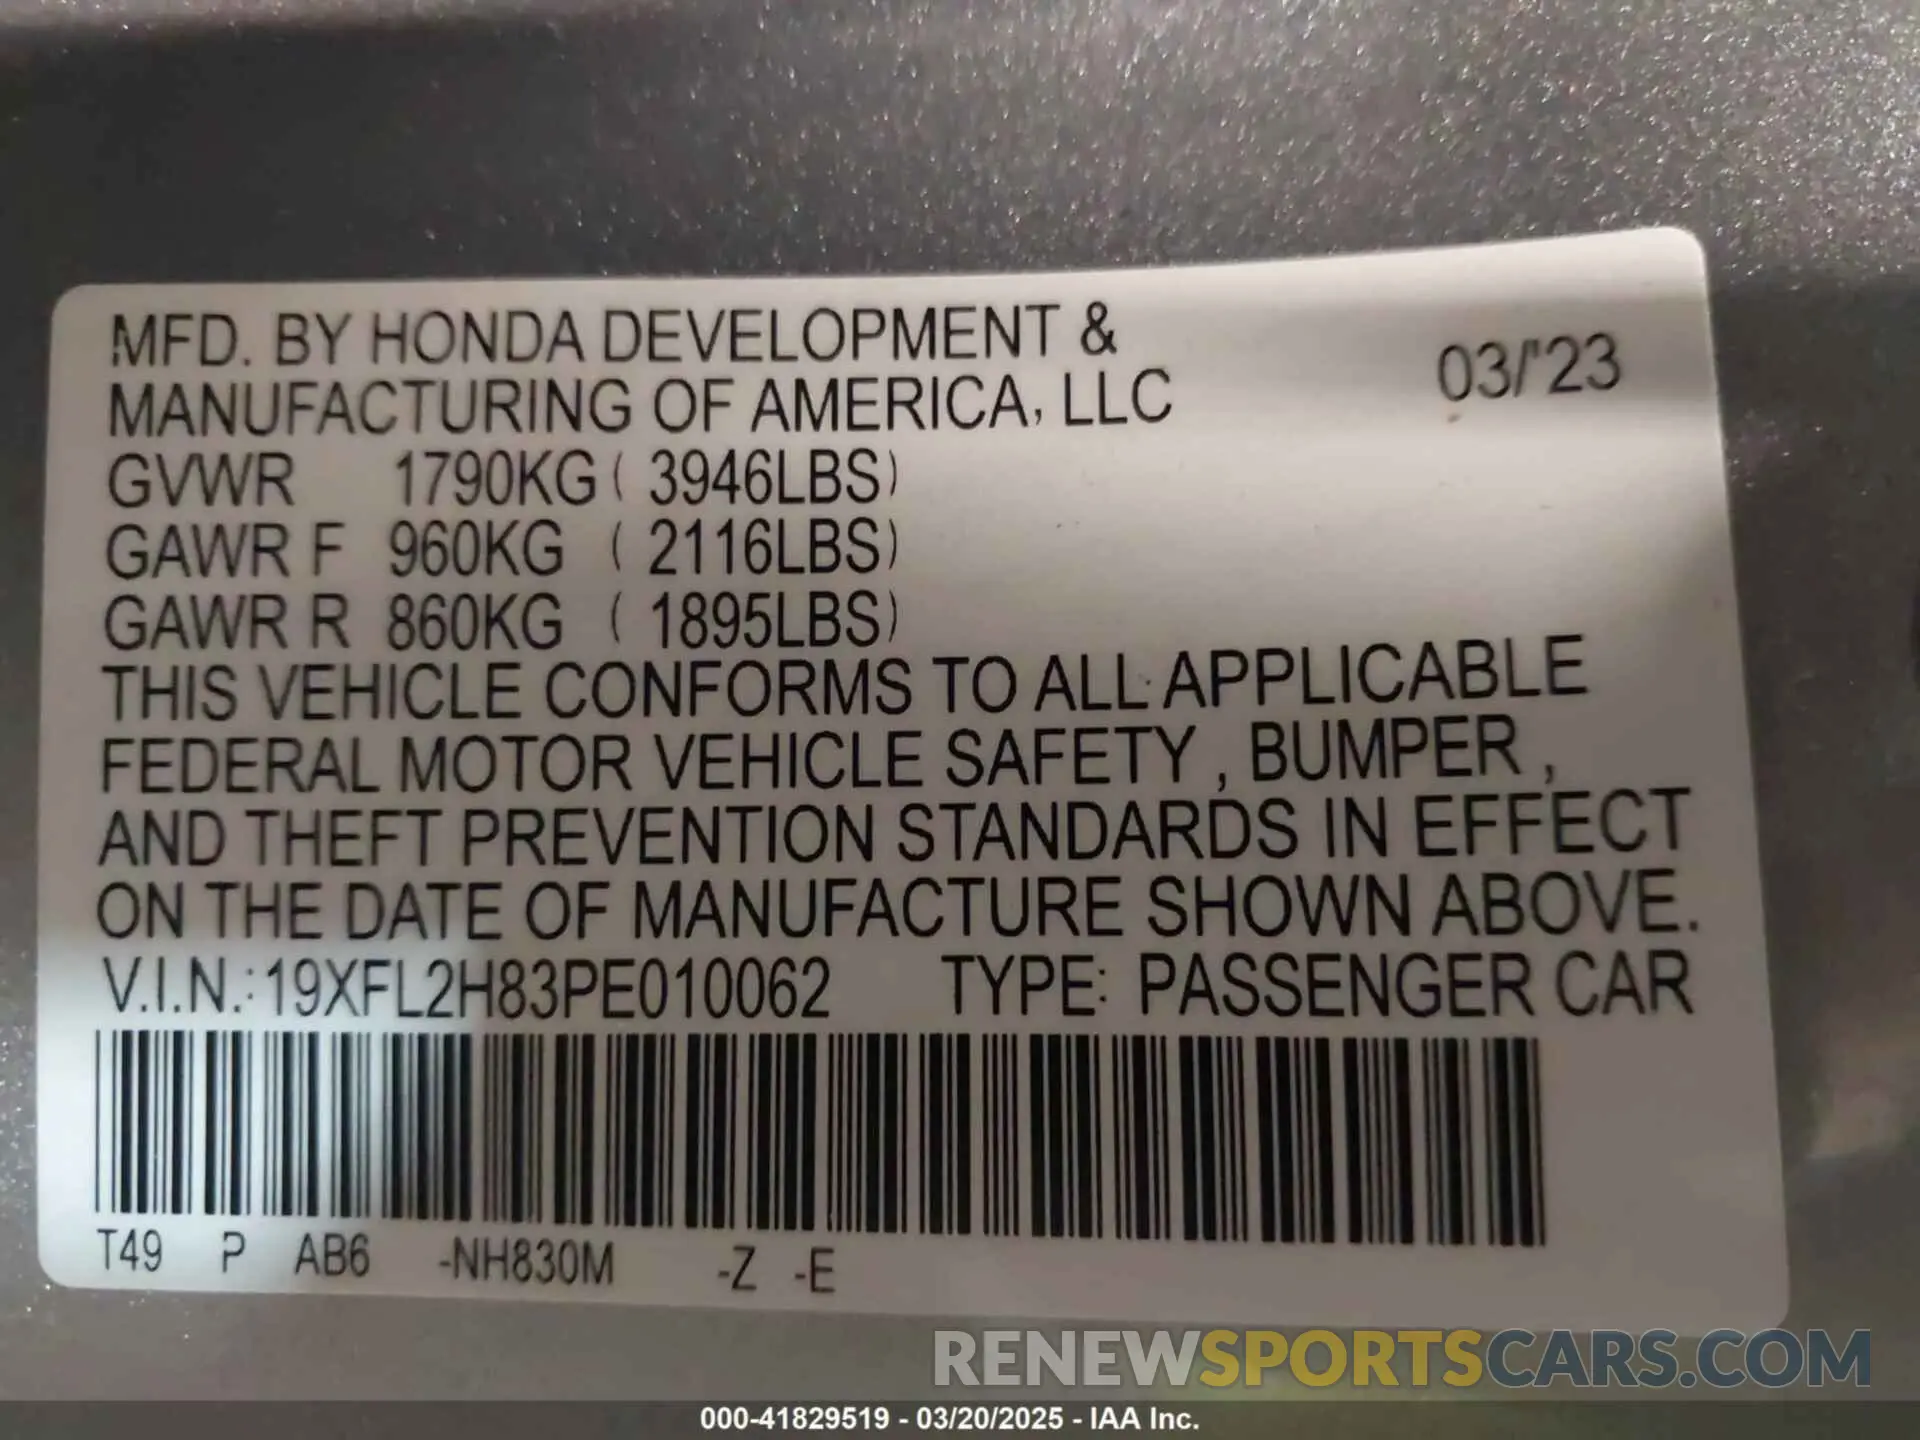 MFD. BY HONDA DEVELOPMENT &
MANUFACTURING OF AMERICA, LLC 03/'23
GVWR 1790KG ( 3946LBS)
GAWR F 960KG ( 2116LBS)
GAWR R 860KG ( 1895LBS)
THIS VEHICLE CONFORMS TO ALL APPLICABLE
FEDERAL MOTOR VEHICLE SAFETY , BUMPER ,
AND THEFT PREVENTION STANDARDS IN EFFECT
ON THE DATE OF MANUFACTURE SHOWN ABOVE.
V.I.N.: 19XFL2H83PE010062 TYPE: PASSENGER CAR
T49 P AB6 -NH830M -Z -E
RENEWSPORTSCARS.COM
000-41829519 - 03/20/2025 - IAA Inc.